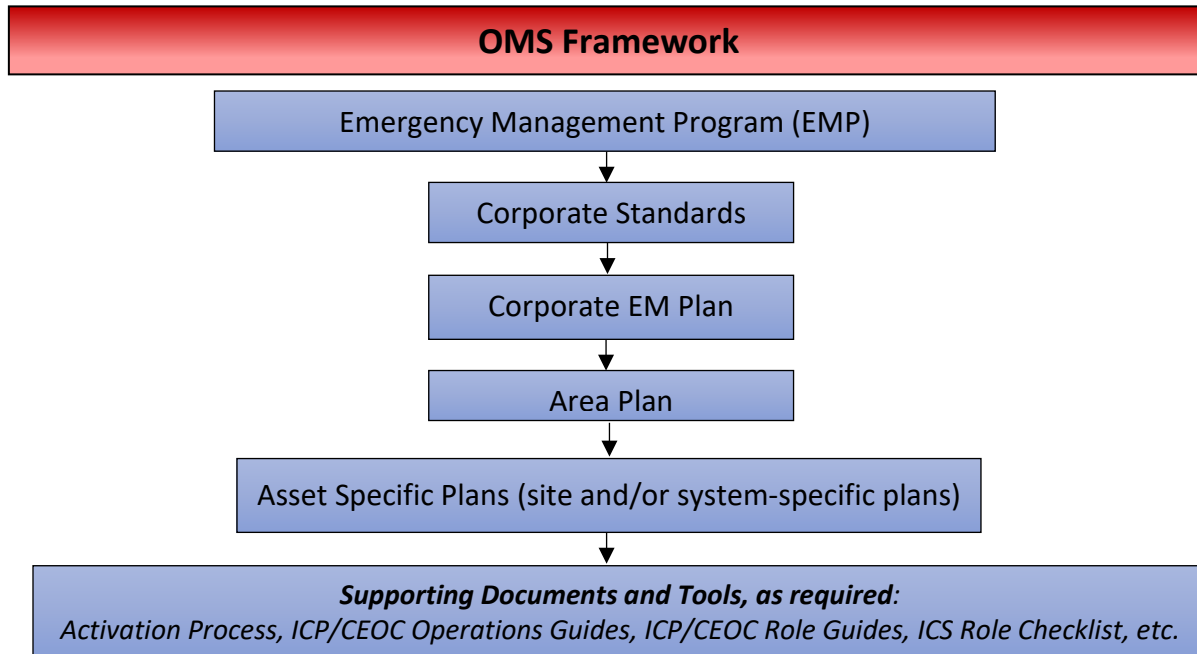 OMS Framework
Emergency Management Program (EMP)
Corporate Standards
Corporate EM Plan
Area Plan
Asset Specific Plans (site and/or system-specific plans)
Supporting Documents and Tools, as required:
Activation Process, ICP/CEOC Operations Guides, ICP/CEOC Role Guides, ICS Role Checklist, etc.